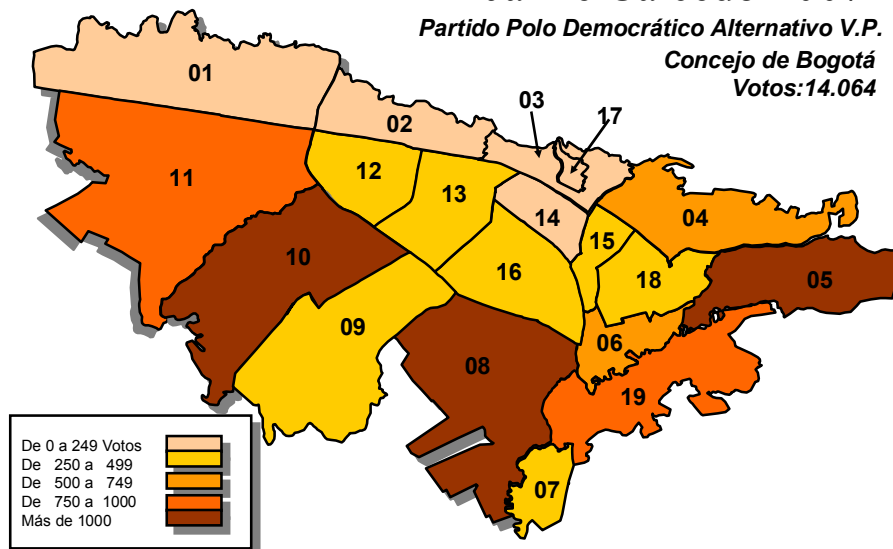 Partido Polo Democrático Alternativo V.P.
Concejo de Bogotá
Votos:14.064
01
02
03
17
11
12
13
14
04
15
10
16
18
05
09
06
08
19
07
De 0 a 249 Votos
De 250 a 499
De 500 a 749
De 750 a 1000
Más de 1000